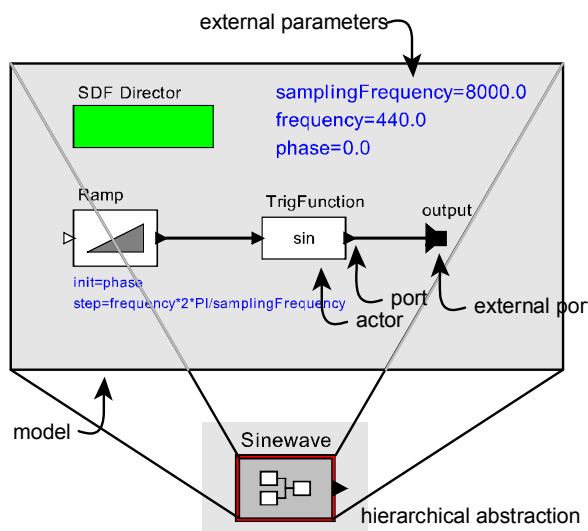 external parameters
SDF Director
samplingFrequency=8000.0
frequency=440.0
phase=0.0
Ramp
TrigFunction
output
sin
init=phase
step=frequency*2*PI/samplingFrequency
port
external port
actor
model
Sinewave
hierarchical abstraction